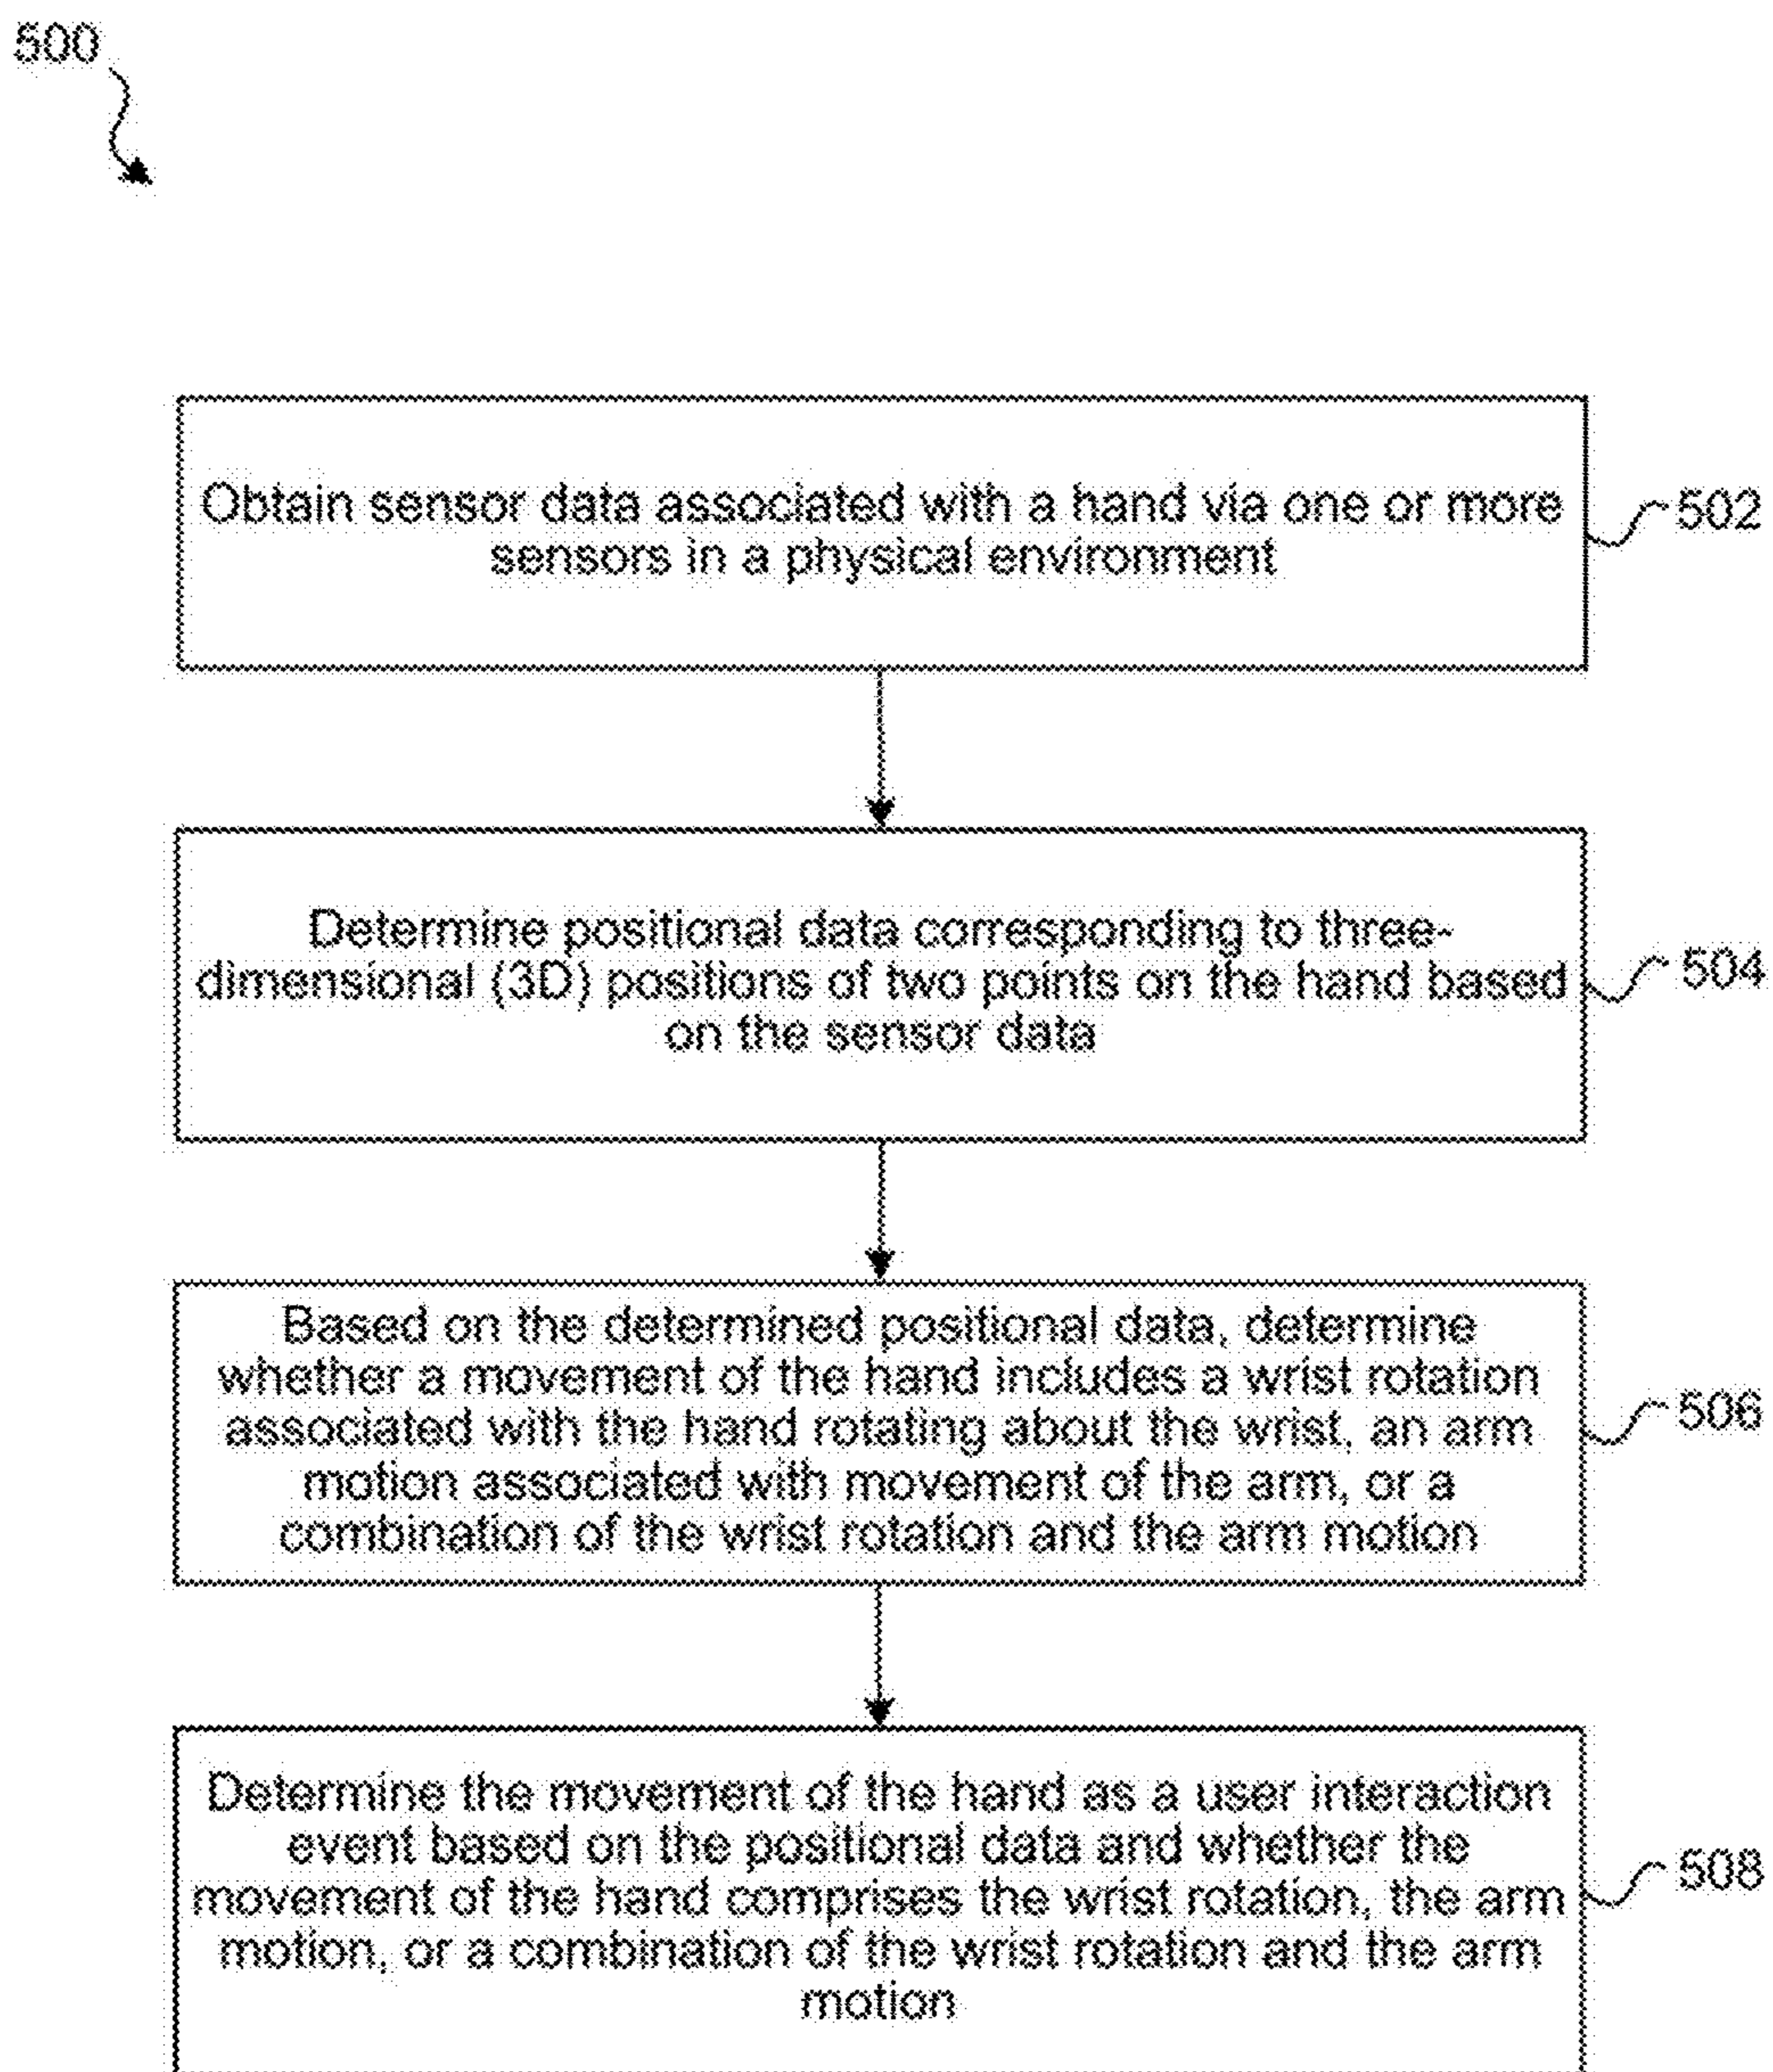 500
Obtain sensor data associated with a hand via one or more
sensors in a physical environment
502
Determine positional data corresponding to three-
dimensional (3D) positions of two points on the hand based
on the sensor data
504
Based on the determined positional data, determine
whether a movement of the hand includes a wrist rotation
associated with the hand rotating about the wrist, an arm
motion associated with movement of the arm, or a
combination of the wrist rotation and the arm motion
506
Determine the movement of the hand as a user interaction
event based on the positional data and whether the
movement of the hand comprises the wrist rotation, the arm
motion, or a combination of the wrist rotation and the arm
motion
508